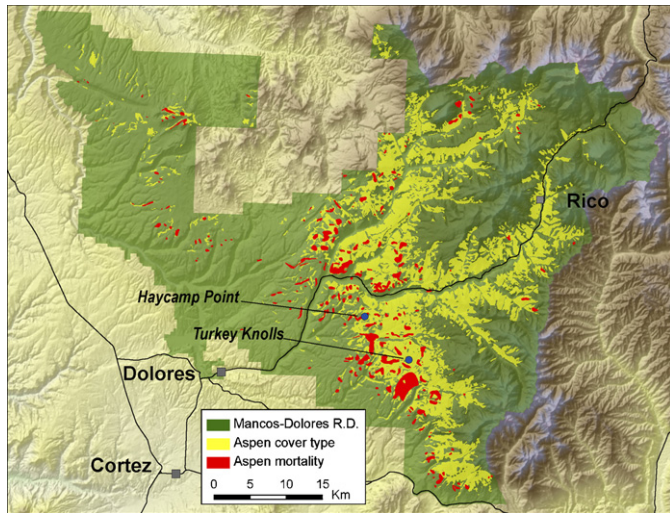 Rico
Haycamp Point
Turkey Knolls
Dolores
Cortez
Mancos-Dolores R.D.
Aspen cover type
Aspen mortality
0 5 10 15
Km